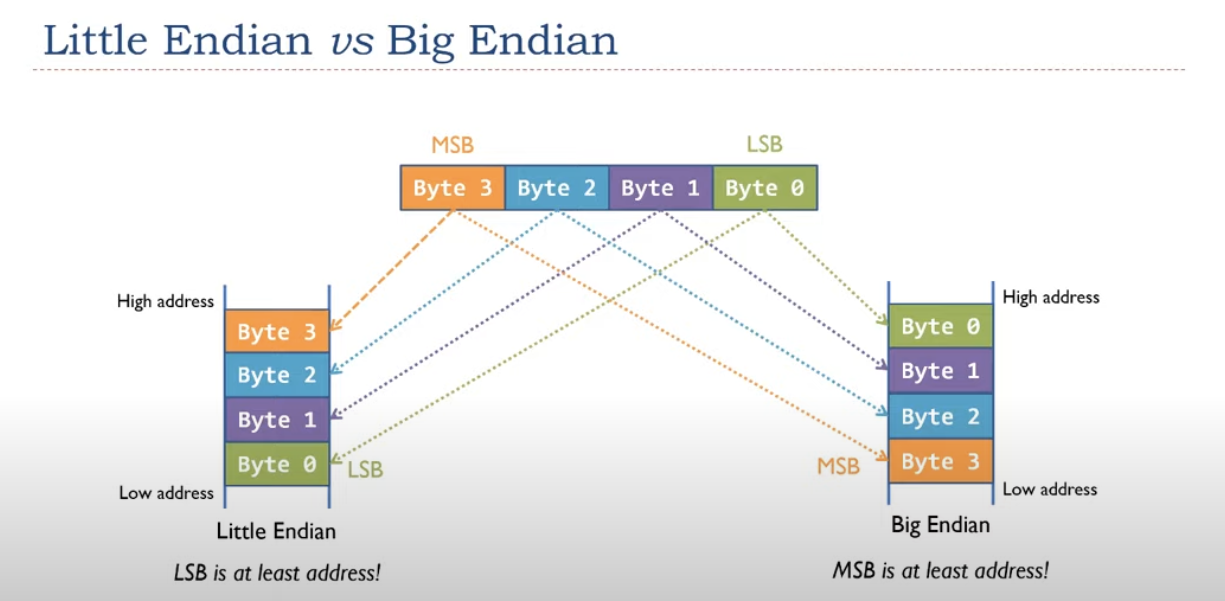 Little Endian vs Big Endian
MSB
LSB
Byte 3
Byte 2
Byte 1
Byte 0
High address
Byte 3
Byte 2
Byte 1
Byte 0
LSB
Low address
Little Endian
LSB is at least address!
High address
Byte 0
Byte 1
Byte 2
Byte 3
MSB
Low address
Big Endian
MSB is at least address!